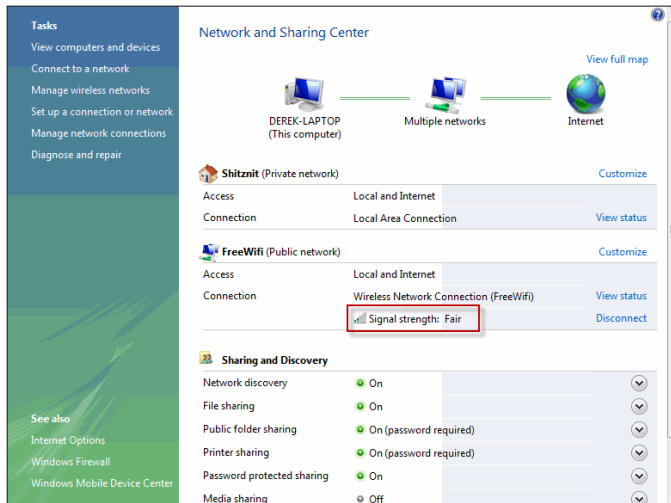 Tasks
View computers and devices
Connect to a network
Manage wireless networks
Set up a connection or network
Manage network connections
Diagnose and repair
See also
Internet Options
Windows Firewall
Windows Mobile Device Center
Network and Sharing Center
View full map
DEREK-LAPTOP
(This computer)
Multiple networks
Internet
Shitznit (Private network)
Customize
Access
Local and Internet
Connection
Local Area Connection
View status
FreeWifi (Public network)
Customize
Access
Local and Internet
Connection
Wireless Network Connection (FreeWifi)
View status
Signal strength: Fair
Disconnect
Sharing and Discovery
Network discovery
On
File sharing
On
Public folder sharing
On (password required)
Printer sharing
On (password required)
Password protected sharing
On
Media sharing
Off